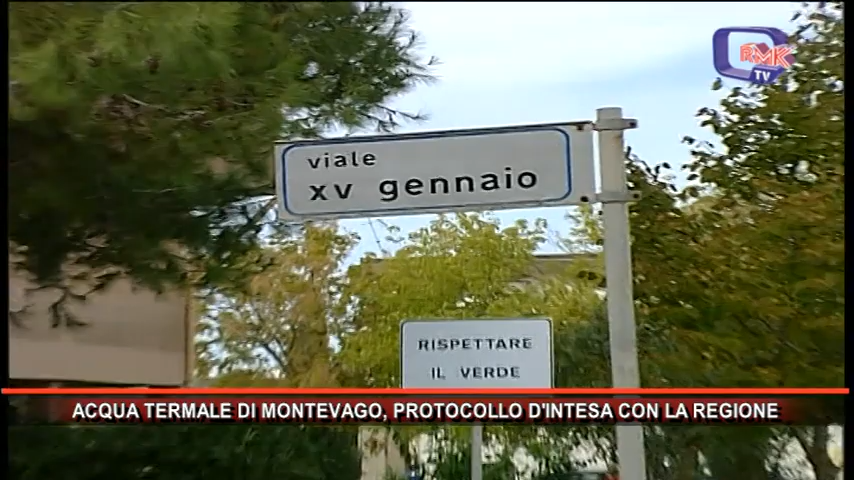 RMK
TV
viale
xv gennaio
RISPETTARE
IL VERDE
ACQUA TERMALE DI MONTEVAGO, PROTOCOLLO D'INTESA CON LA REGIONE